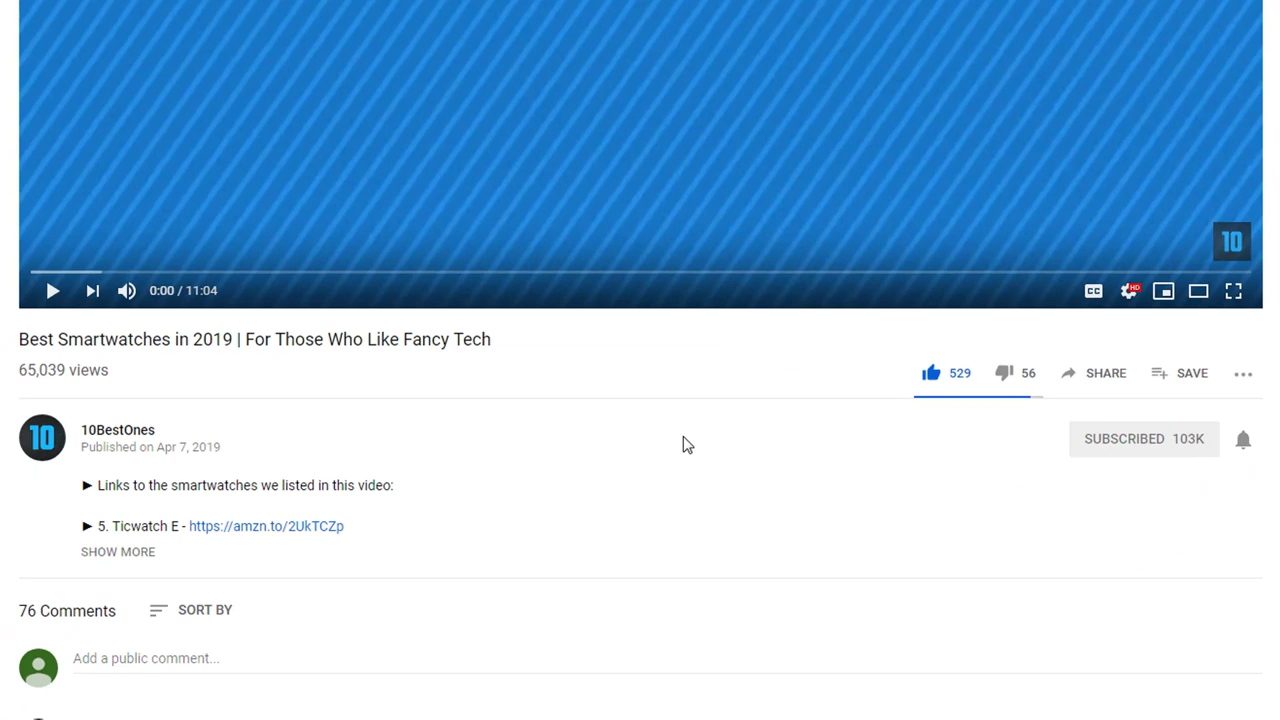 10
0:00 / 11:04
CC
HD
Best Smartwatches in 2019 | For Those Who Like Fancy Tech
65,039 views
529
56
SHARE
SAVE
10
10BestOnes
Published on Apr 7, 2019
SUBSCRIBED 103K
► Links to the smartwatches we listed in this video:
► 5. Ticwatch E - https://amzn.to/2UkTCZp
SHOW MORE
76 Comments
SORT BY
Add a public comment...